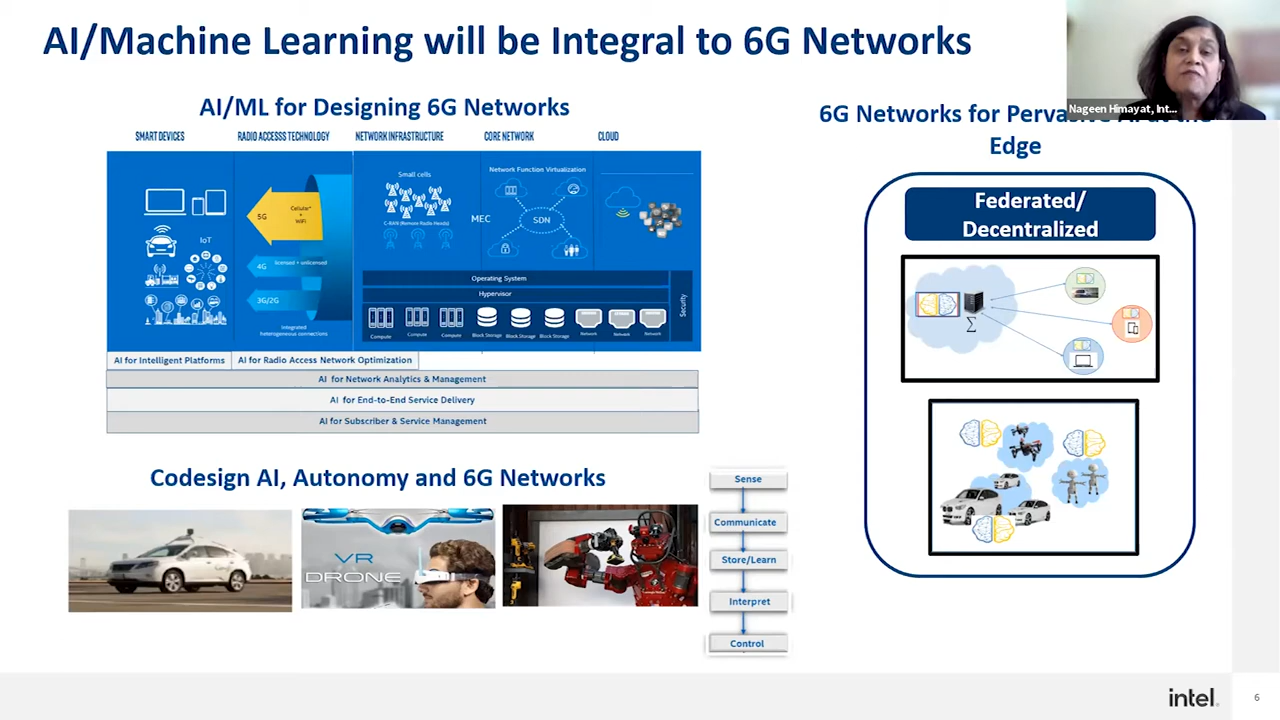 AI/Machine Learning will be Integral to 6G Networks
Nageen Himayat, Int...
AI/ML for Designing 6G Networks
SMART DEVICES
RADIO ACCESSS TECHNOLOGY
NETWORK INFRASTRUCTURE
CORE NETWORK
CLOUD
IoT
5G
Cellular
+
WiFi
4G
licensed + unlicensed
3G/2G
Integrated
heterogeneous connections
Small cells
C-RAN (Remote Radio Heads)
MEC
Network Function Virtualization
SDN
Operating System
Hypervisor
Compute
Compute
Compute
Block Storage
Block Storage
Block Storage
Network
Network
Network
Security
AI for Intelligent Platforms
AI for Radio Access Network Optimization
AI for Network Analytics & Management
AI for End-to-End Service Delivery
AI for Subscriber & Service Management
Codesign AI, Autonomy and 6G Networks
VR
DRONE
Sense
Communicate
Store/Learn
Interpret
Control
6G Networks for Pervasive AI at the
Edge
Federated/
Decentralized
Σ
intel.
6